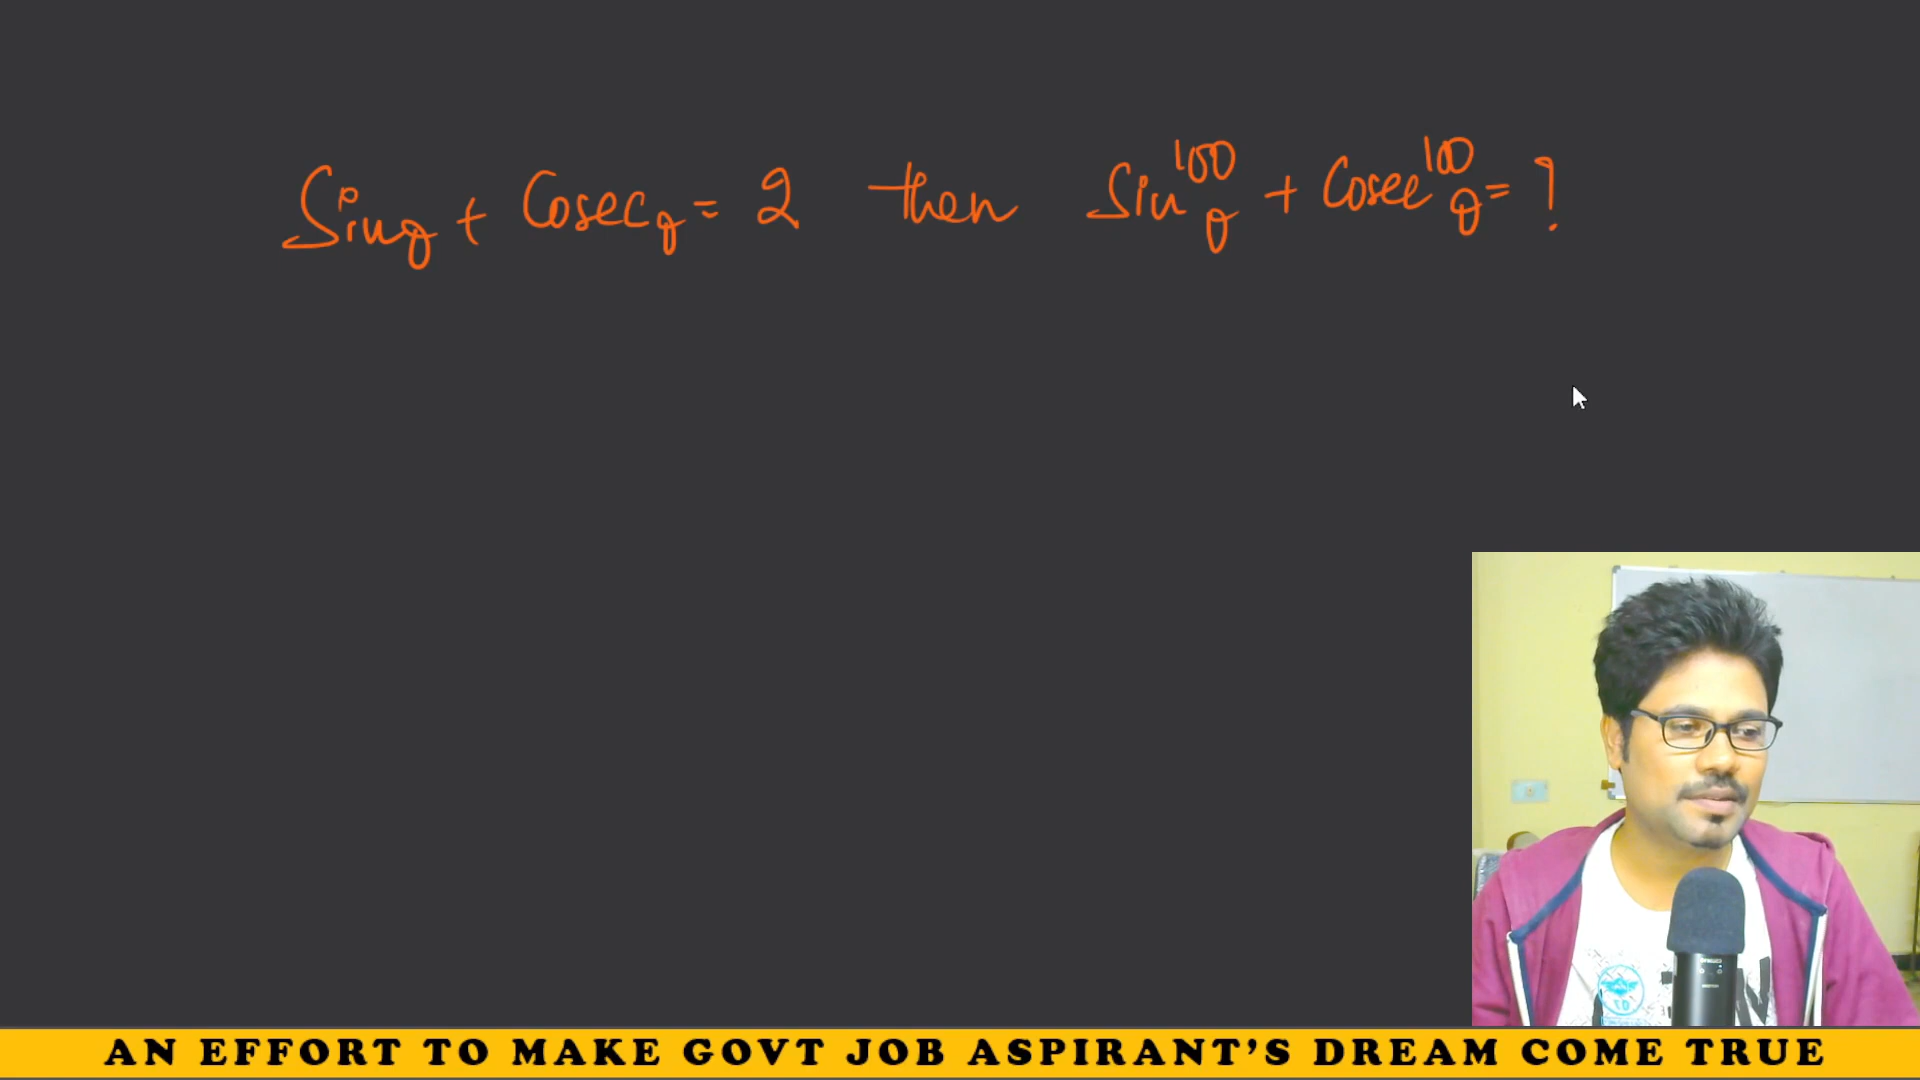 Sinθ + Cosecθ = 2 then Sin¹⁰⁰θ + Cosec¹⁰⁰θ = ?
AN EFFORT TO MAKE GOVT JOB ASPIRANT'S DREAM COME TRUE